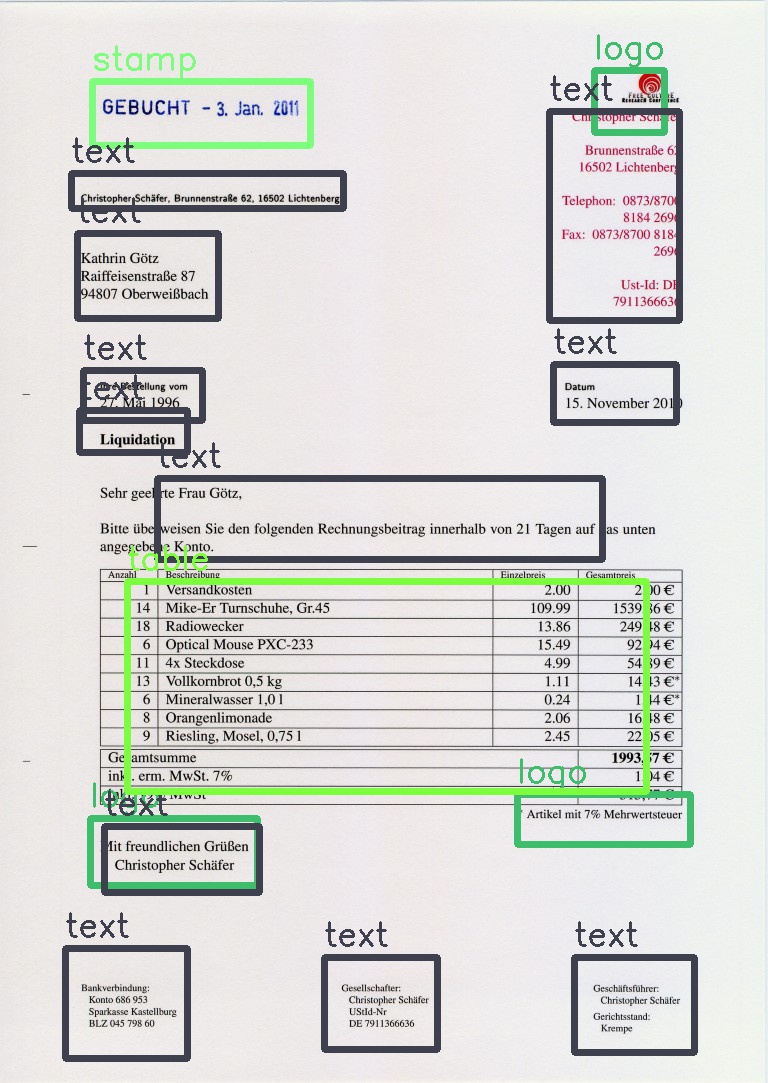 stamp
GEBUCHT - 3. Jan. 2011
logo
FREE CULTURE
RESEARCH CONFERENCE
text
Christopher
Brunnenstraße
16502 Lichtenberg
Telephon: 0873/8700
8184
Fax: 0873/8700
Ust-Id:
text
Christopher Schäfer, Brunnenstraße 62, 16502 Lichtenberg
text
Kathrin Götz
Raiffeisenstraße 87
94807 Oberweißbach
text
Ihre Bestellung vom
27. Mai 1996
text
Datum
15. November 2010
text
Liquidation
text
Sehr geehrte Frau Götz,
Bitte überweisen Sie den folgenden Rechnungsbeitrag innerhalb von 21 Tagen auf das unten
angegebene Konto.
table
Anzahl Beschreibung Einzelpreis Gesamtpreis
1 Versandkosten 2.00 2.00 €
14 Mike-Er Turnschuhe, Gr.45 109.99 1539.86 €
18 Radiowecker 13.86 249.48 €
6 Optical Mouse PXC-233 15.49 92.94 €
11 4x Steckdose 4.99 54.89 €
13 Vollkornbrot 0,5 kg 1.11 14.43 €*
6 Mineralwasser 1,0 l 0.24 1.44 €*
8 Orangenlimonade 2.06 16.48 €
9 Riesling, Mosel, 0,75 l 2.45 22.05 €
Gesamtsumme 1993.57 €
inkl. erm. MwSt. 7% 1.04 €
MwSt €
logo
* Artikel mit 7% Mehrwertsteuer
logo
text
Mit freundlichen Grüßen
Christopher Schäfer
text
Bankverbindung:
Konto 686 953
Sparkasse Kastellburg
BLZ 045 798 60
text
Gesellschafter:
Christopher Schäfer
UStId-Nr
DE 7911366636
text
Geschäftsführer:
Christopher Schäfer
Gerichtsstand:
Krempe